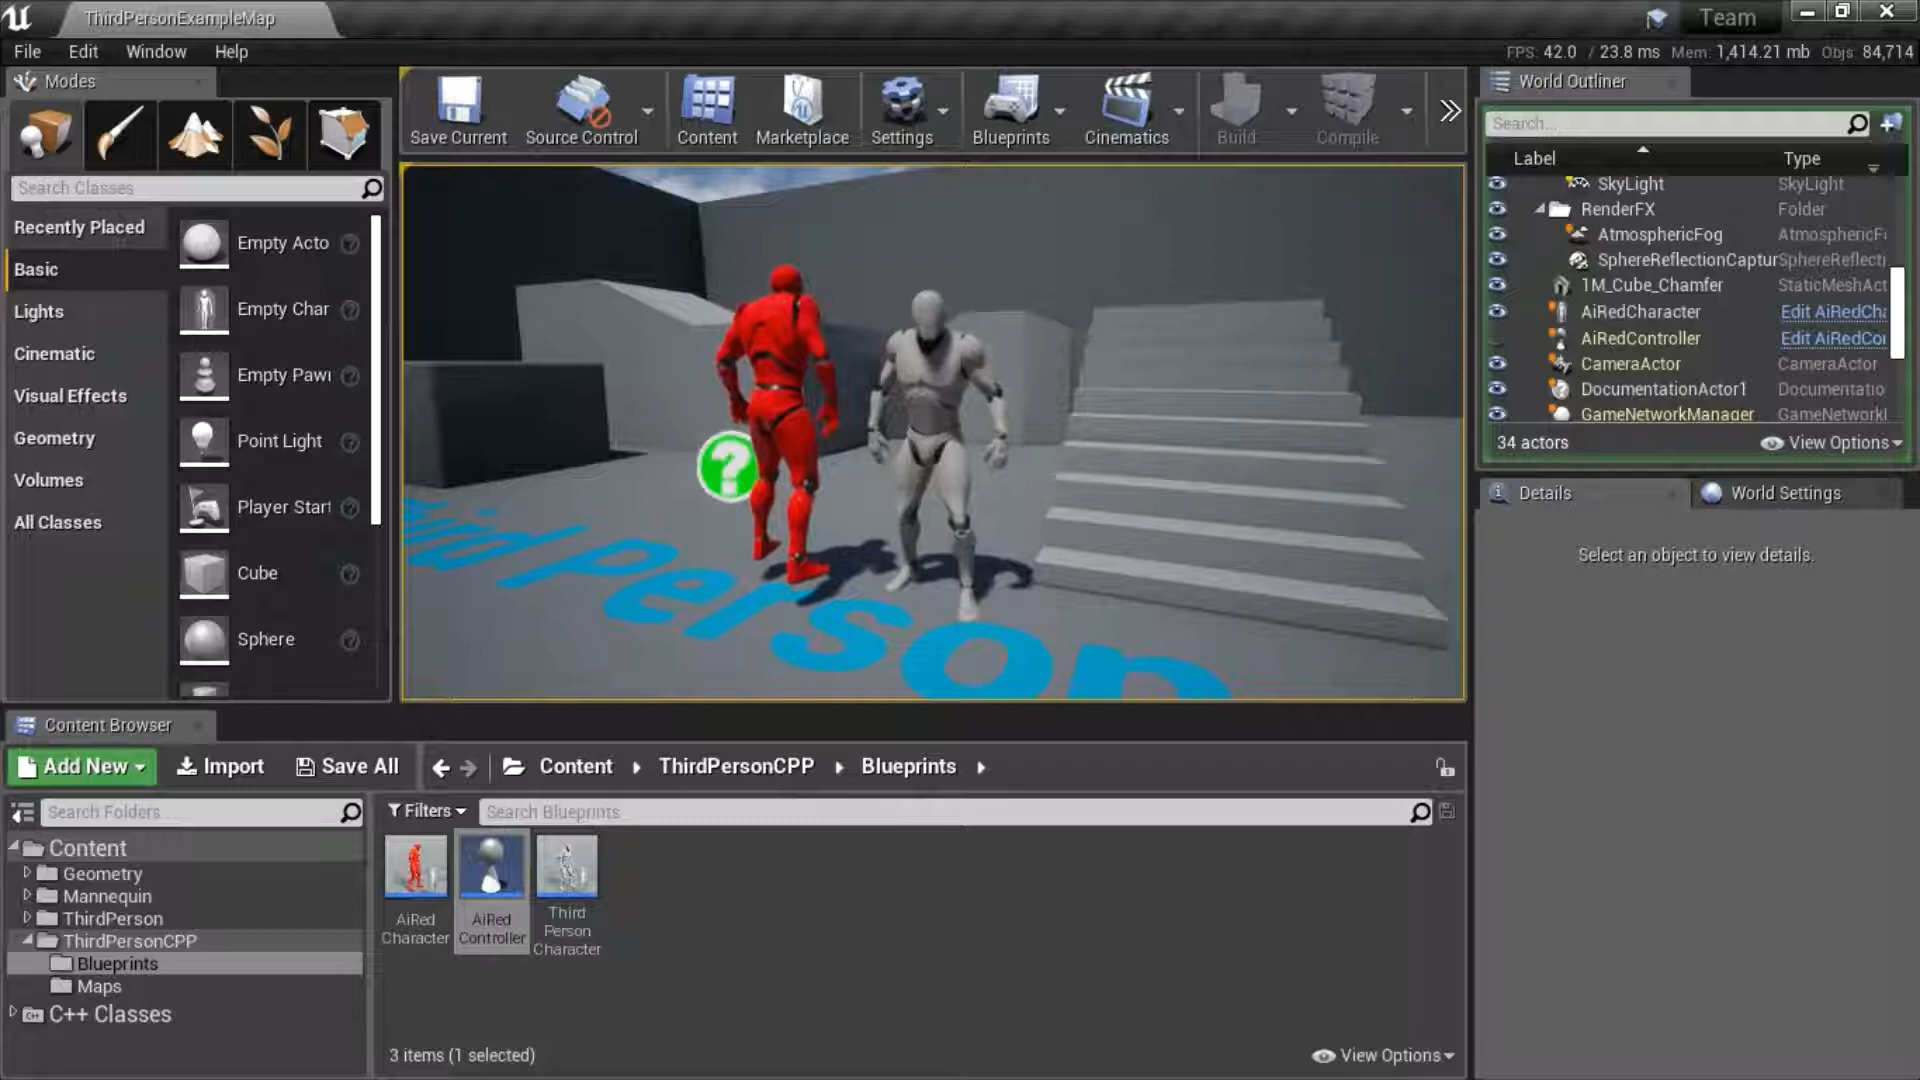 ThirdPersonExampleMap
Team
File Edit Window Help
FPS: 42.0 / 23.8 ms Mem: 1,414.21 mb Objs: 84,714
Modes
Search Classes
Recently Placed
Basic
Lights
Cinematic
Visual Effects
Geometry
Volumes
All Classes
Empty Acto
Empty Char
Empty Pawn
Point Light
Player Start
Cube
Sphere
Save Current
Source Control
Content
Marketplace
Settings
Blueprints
Cinematics
Build
Compile
ird Person
World Outliner
Search...
Label Type
SkyLight SkyLight
RenderFX Folder
AtmosphericFog AtmosphericF
SphereReflectionCaptur SphereReflecti
1M_Cube_Chamfer StaticMeshAct
AiRedCharacter Edit AiRedCha
AiRedController Edit AiRedCon
CameraActor CameraActor
DocumentationActor1 Documentatio
GameNetworkManager GameNetwork
34 actors
View Options
Details
World Settings
Select an object to view details.
Content Browser
Add New
Import
Save All
Content
ThirdPersonCPP
Blueprints
Search Folders
Content
Geometry
Mannequin
ThirdPerson
ThirdPersonCPP
Blueprints
Maps
C++ Classes
Filters
Search Blueprints
AiRed
Character
AiRed
Controller
Third
Person
Character
3 items (1 selected)
View Options